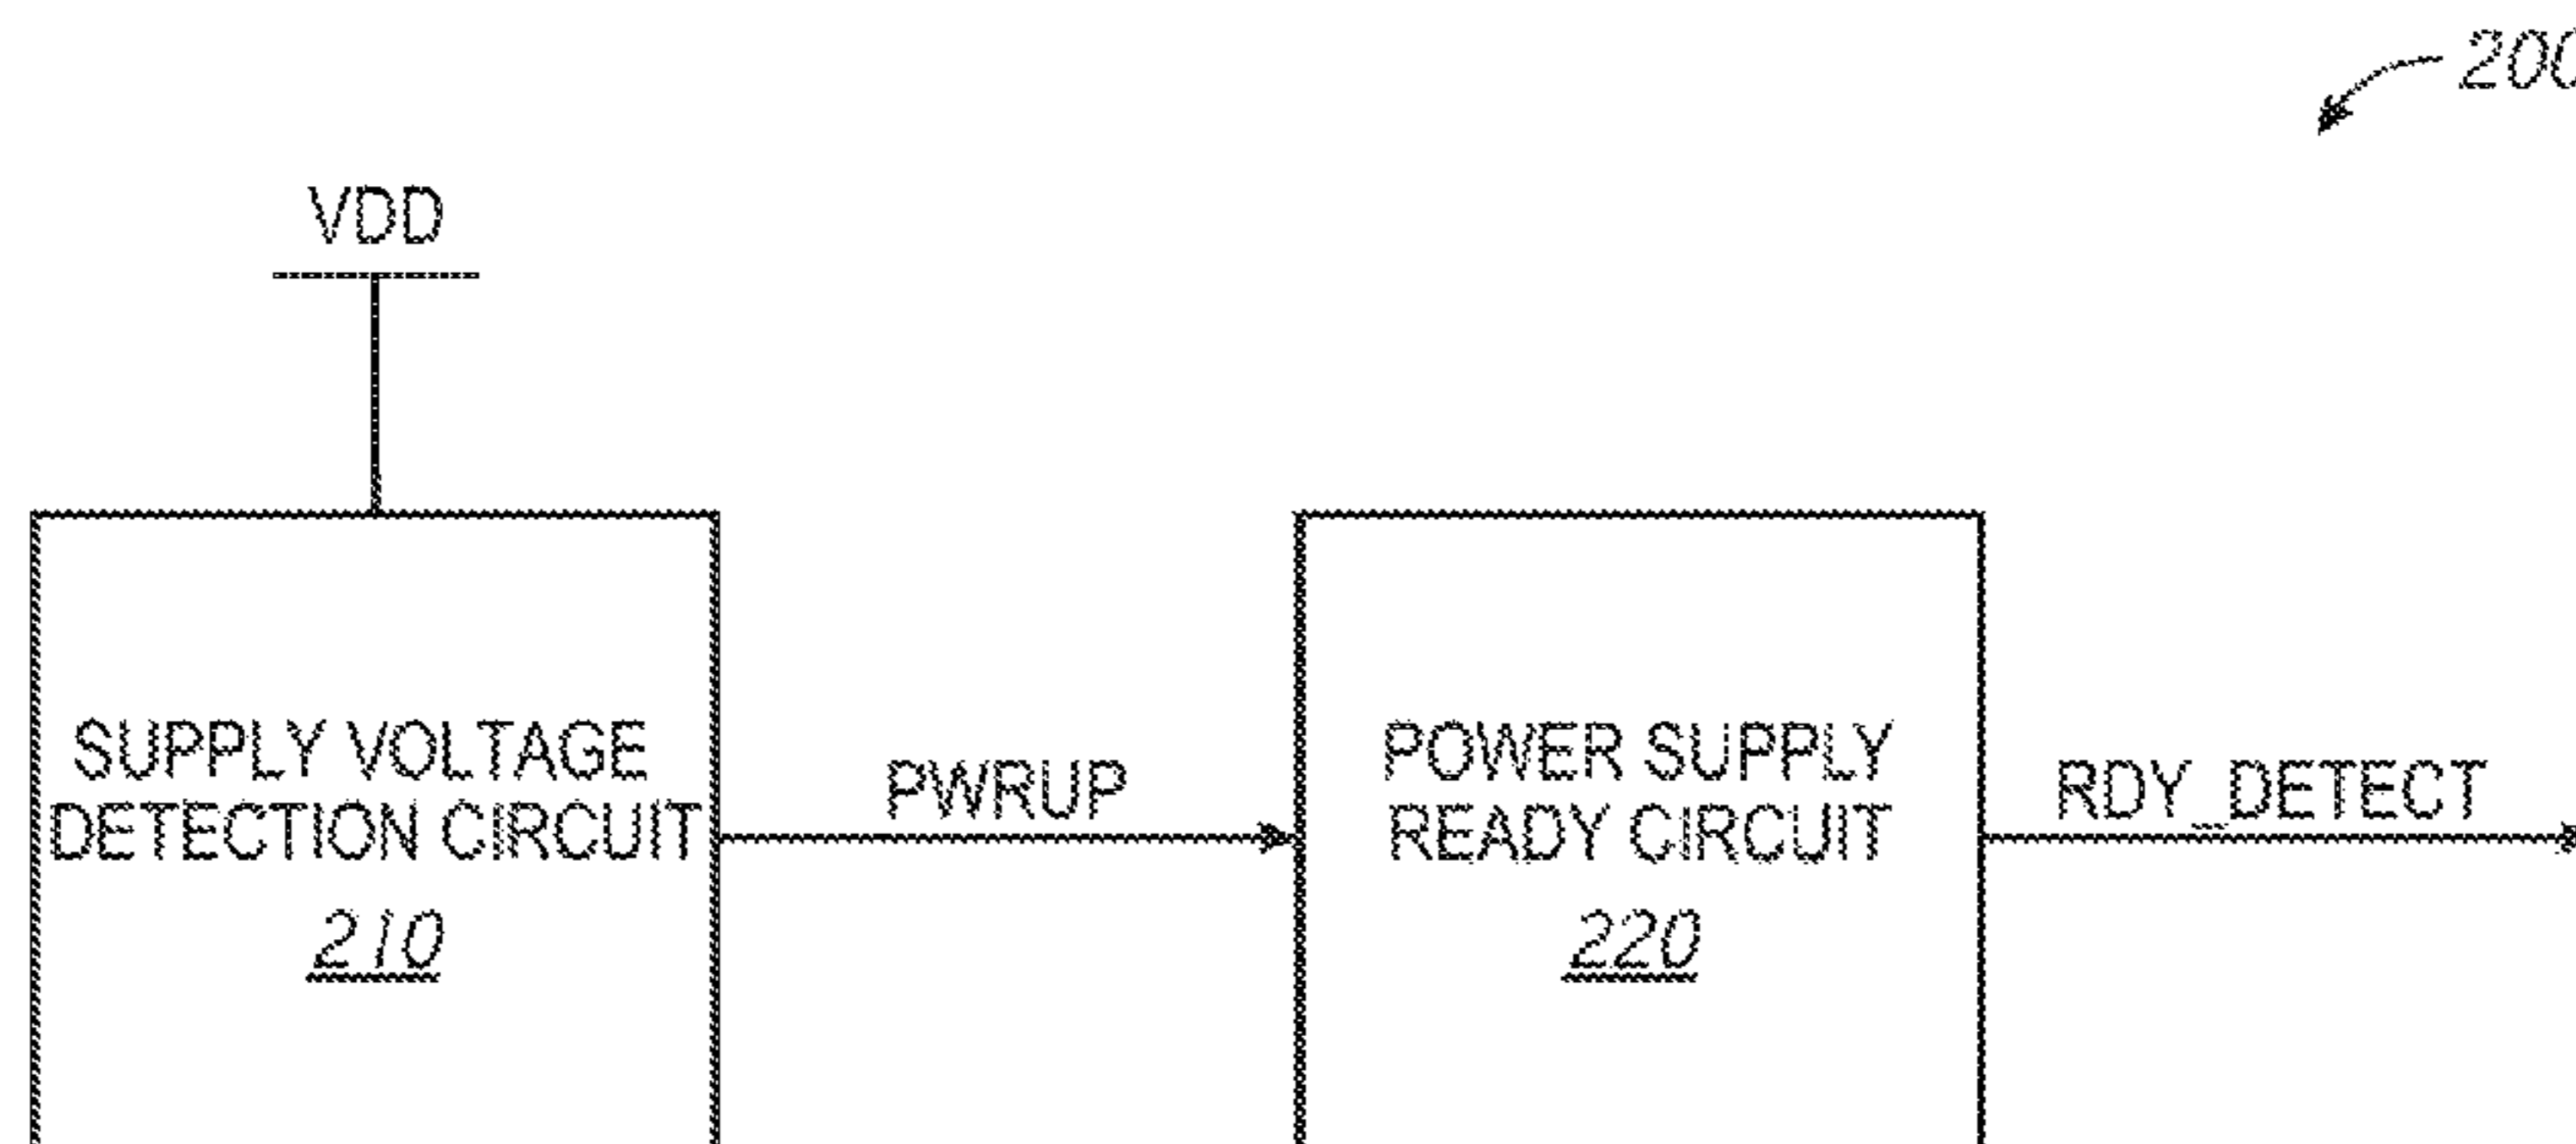 200
VDD
SUPPLY VOLTAGE
DETECTION CIRCUIT
210
PWRUP
POWER SUPPLY
READY CIRCUIT
220
RDY_DETECT